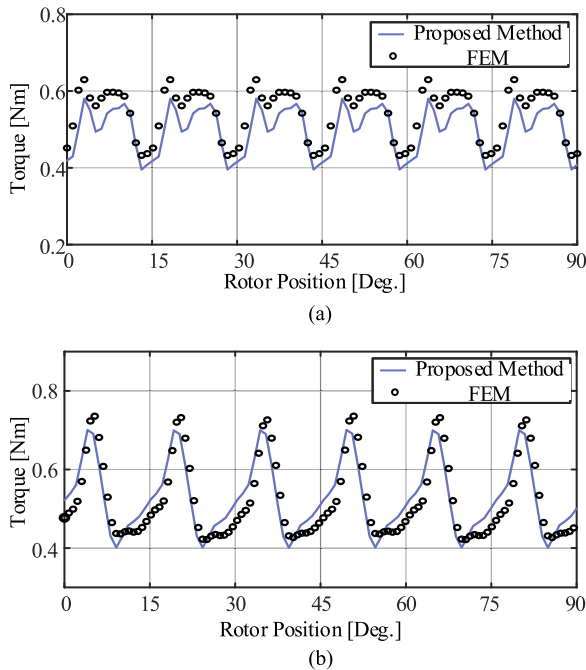 0.8
Proposed Method
FEM
0.6
Torque [Nm]
0.4
0.2
0 15 30 45 60 75 90
Rotor Position [Deg.]
(a)
0.8
Proposed Method
FEM
Torque [Nm]
0.6
0.4
0 15 30 45 60 75 90
Rotor Position [Deg.]
(b)